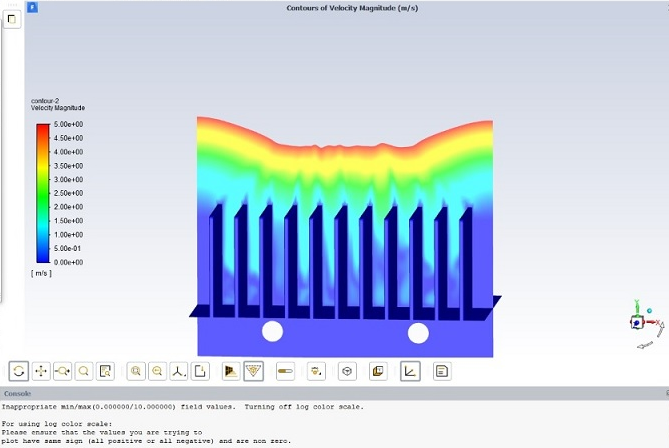 Contours of Velocity Magnitude (m/s)
contour-2
Velocity Magnitude
5.00e+00
4.50e+00
4.00e+00
3.50e+00
3.00e+00
2.50e+00
2.00e+00
1.50e+00
1.00e+00
5.00e-01
0.00e+00
[ m/s ]
Console
Inappropriate min/max(0.000000/10.000000) field values.  Turning off log color scale.
For using log color scale:
Please ensure that the values you are trying to
plot have same sign (all positive or all negative) and are non zero.